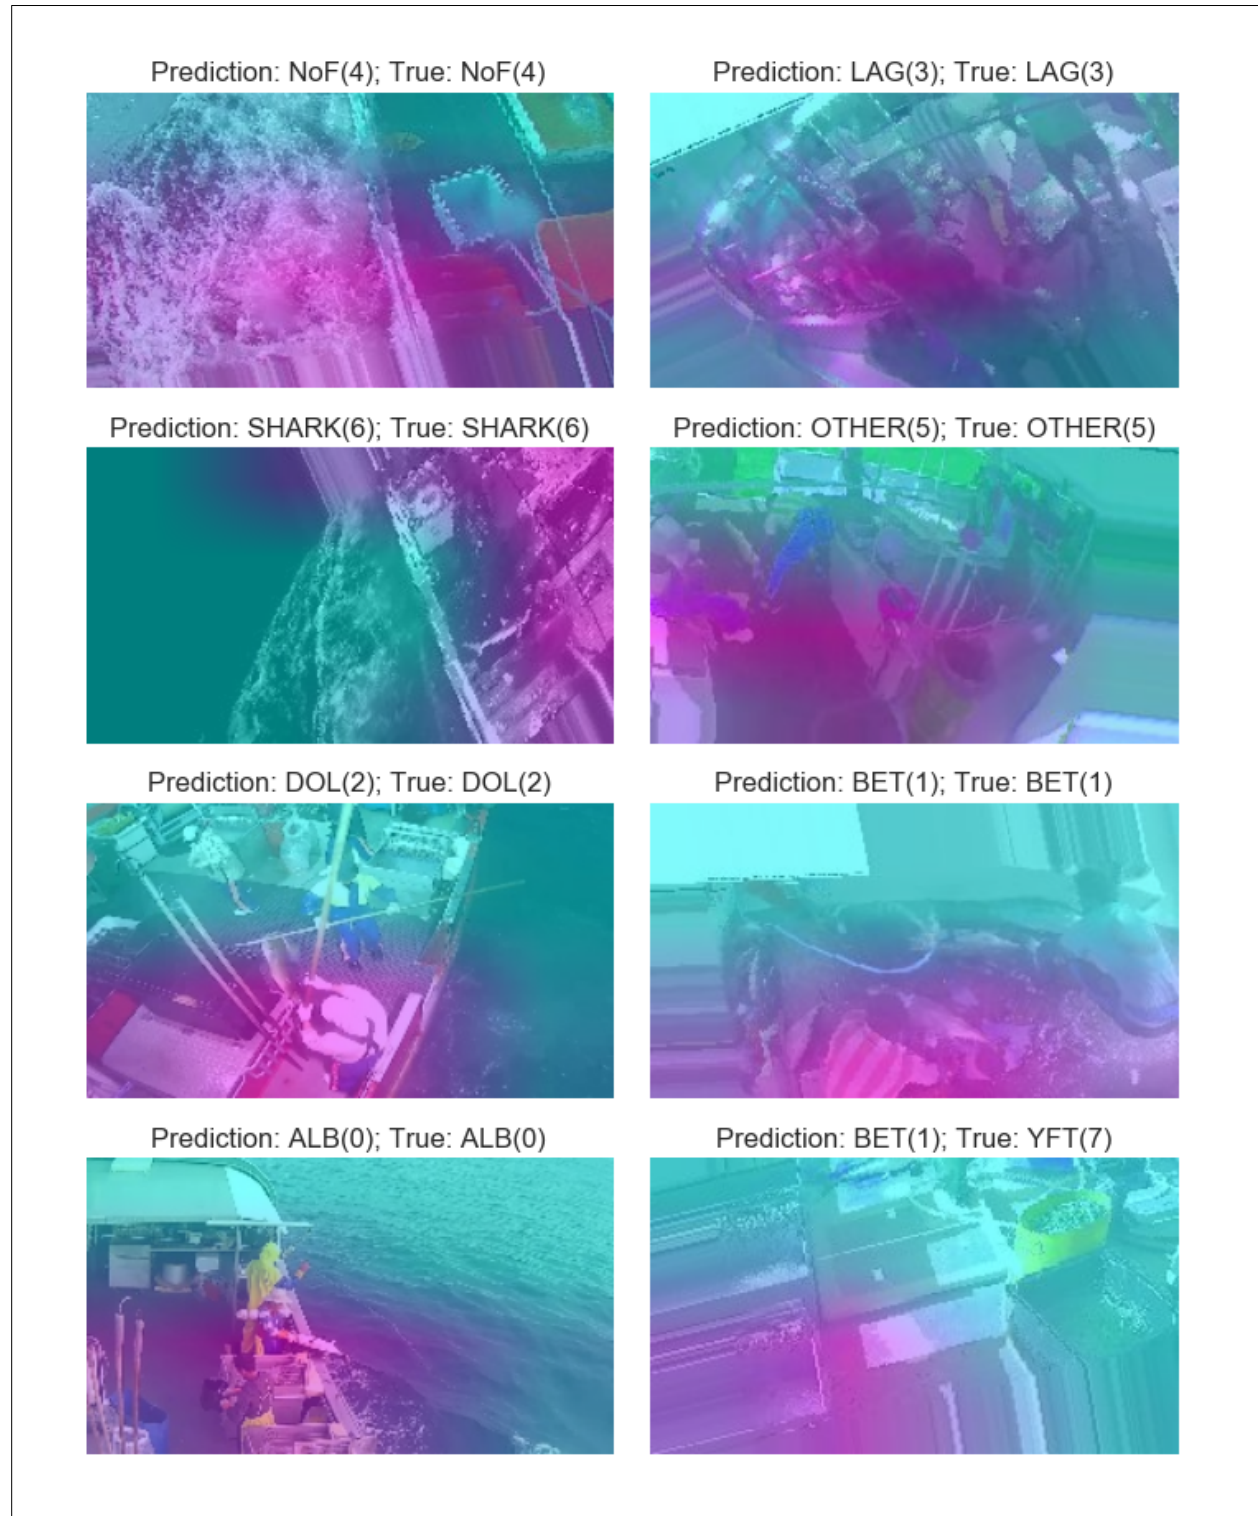 Prediction: NoF(4); True: NoF(4)
Prediction: LAG(3); True: LAG(3)
Prediction: SHARK(6); True: SHARK(6)
Prediction: OTHER(5); True: OTHER(5)
Prediction: DOL(2); True: DOL(2)
Prediction: BET(1); True: BET(1)
Prediction: ALB(0); True: ALB(0)
Prediction: BET(1); True: YFT(7)